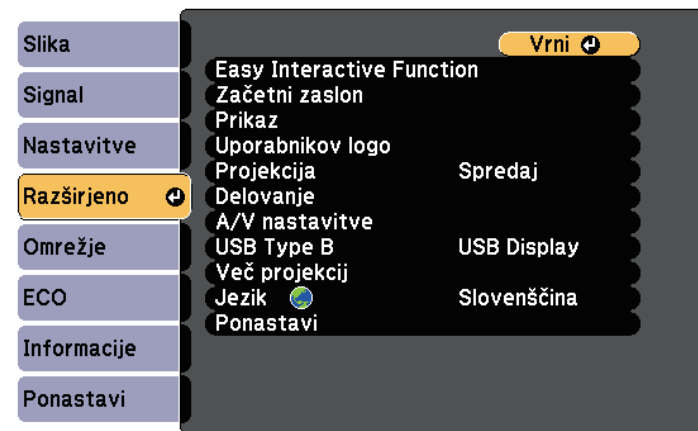 Slika
Signal
Nastavitve
Razširjeno
Omrežje
ECO
Informacije
Ponastavi
Vrni
Easy Interactive Function
Začetni zaslon
Prikaz
Uporabnikov logo
Projekcija Spredaj
Delovanje
A/V nastavitve
USB Type B USB Display
Več projekcij
Jezik Slovenščina
Ponastavi